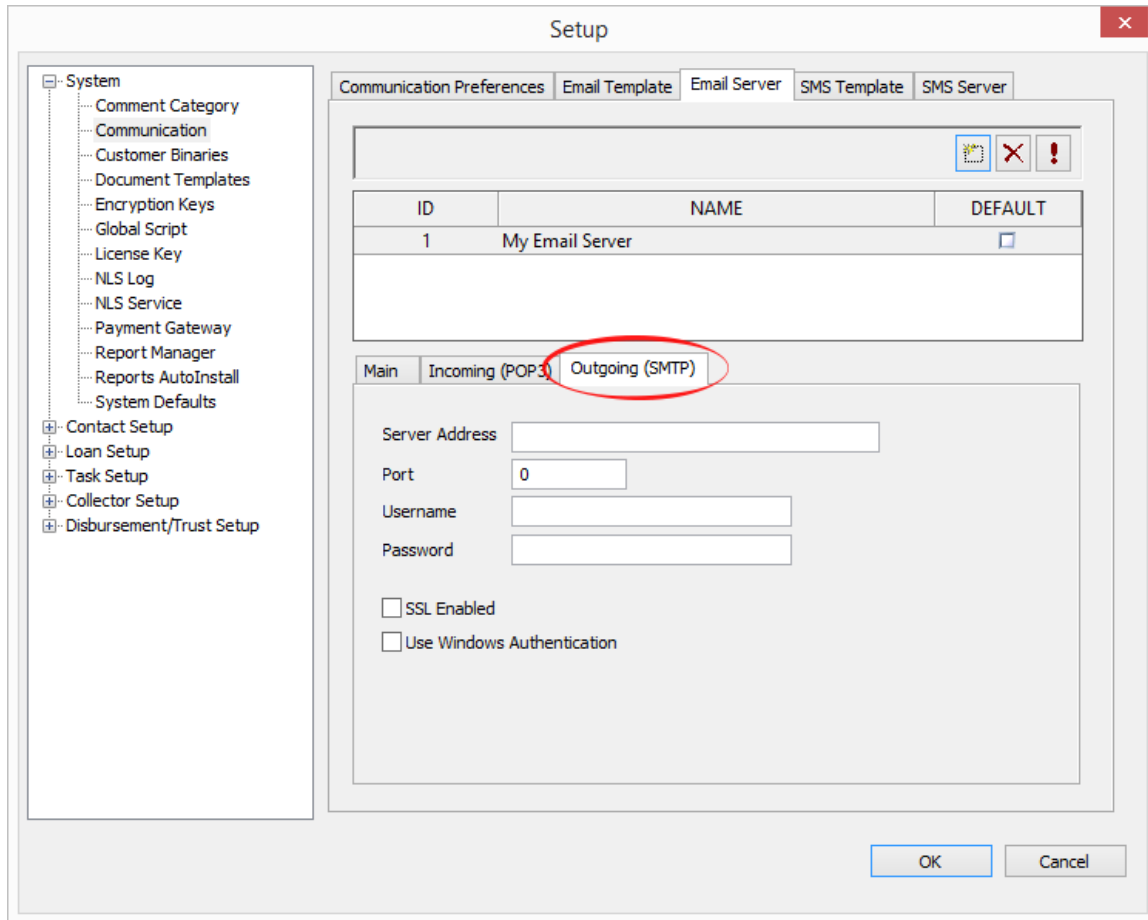 Setup
System
Comment Category
Communication
Customer Binaries
Document Templates
Encryption Keys
Global Script
License Key
NLS Log
NLS Service
Payment Gateway
Report Manager
Reports AutoInstall
System Defaults
Contact Setup
Loan Setup
Task Setup
Collector Setup
Disbursement/Trust Setup
Communication Preferences Email Template Email Server SMS Template SMS Server
ID NAME DEFAULT
1 My Email Server
Main Incoming (POP3) Outgoing (SMTP)
Server Address
Port 0
Username
Password
SSL Enabled
Use Windows Authentication
OK Cancel